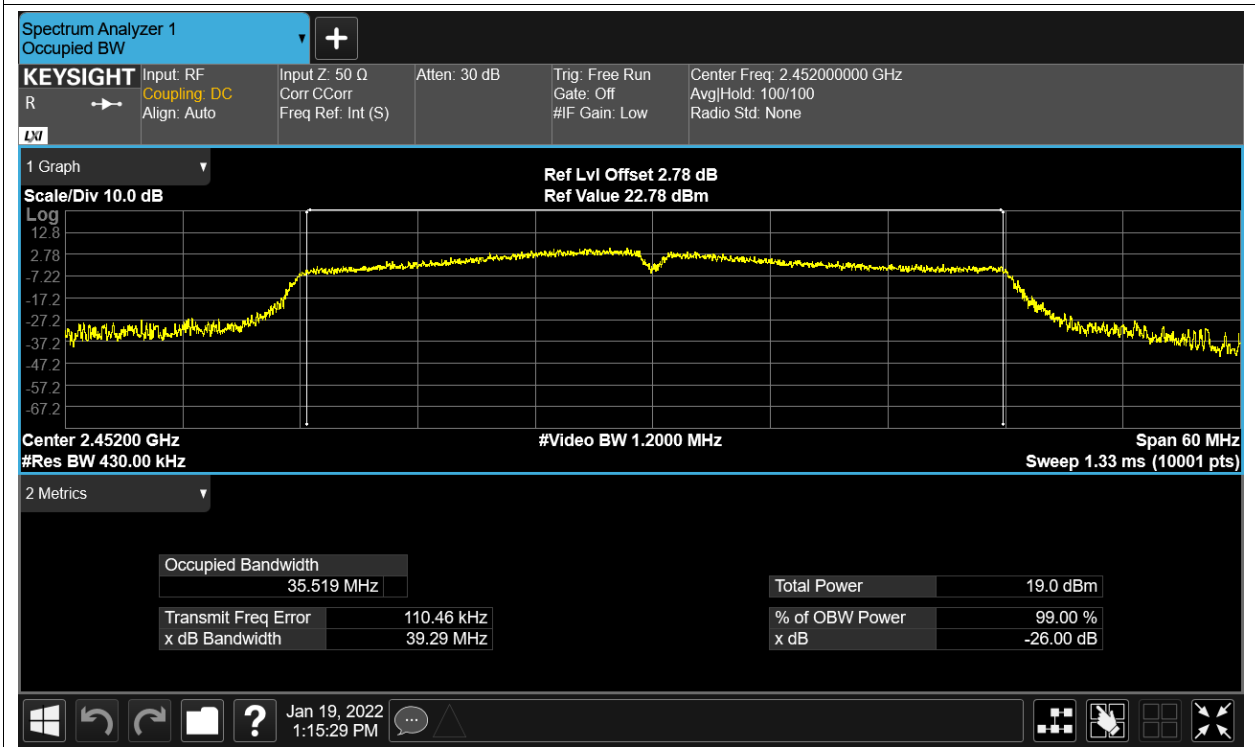 Spectrum Analyzer 1
Occupied BW
+
KEYSIGHT
R
LXI
Input: RF
Coupling: DC
Align: Auto
Input Z: 50 Ω
Corr CCorr
Freq Ref: Int (S)
Atten: 30 dB
Trig: Free Run
Gate: Off
#IF Gain: Low
Center Freq: 2.452000000 GHz
Avg|Hold: 100/100
Radio Std: None
1 Graph
Scale/Div 10.0 dB
Ref Lvl Offset 2.78 dB
Ref Value 22.78 dBm
Log
12.8
2.78
-7.22
-17.2
-27.2
-37.2
-47.2
-57.2
-67.2
Center 2.45200 GHz
#Video BW 1.2000 MHz
Span 60 MHz
#Res BW 430.00 kHz
Sweep 1.33 ms (10001 pts)
2 Metrics
Occupied Bandwidth
35.519 MHz
Total Power 19.0 dBm
Transmit Freq Error 110.46 kHz
% of OBW Power 99.00 %
x dB Bandwidth 39.29 MHz
x dB -26.00 dB
?
Jan 19, 2022
1:15:29 PM